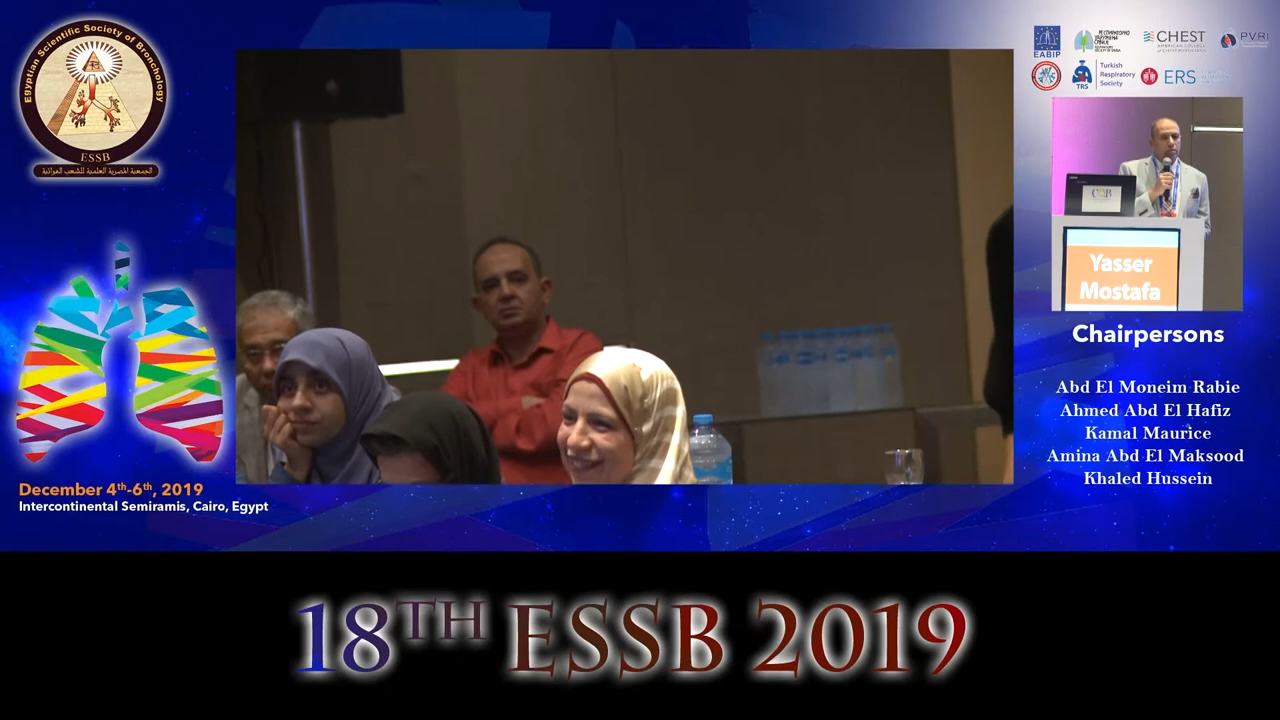 Egyptian Scientific Society of Bronchology
ESSB
الجمعية المصرية العلمية للشعب الهوائية
December 4th-6th, 2019
Intercontinental Semiramis, Cairo, Egypt
EABIP
CHEST
AMERICAN COLLEGE
PVRI
TRS
Turkish
Respiratory
Society
ERS
Yasser
Mostafa
Chairpersons
Abd El Moneim Rabie
Ahmed Abd El Hafiz
Kamal Maurice
Amina Abd El Maksood
Khaled Hussein
18TH ESSB 2019